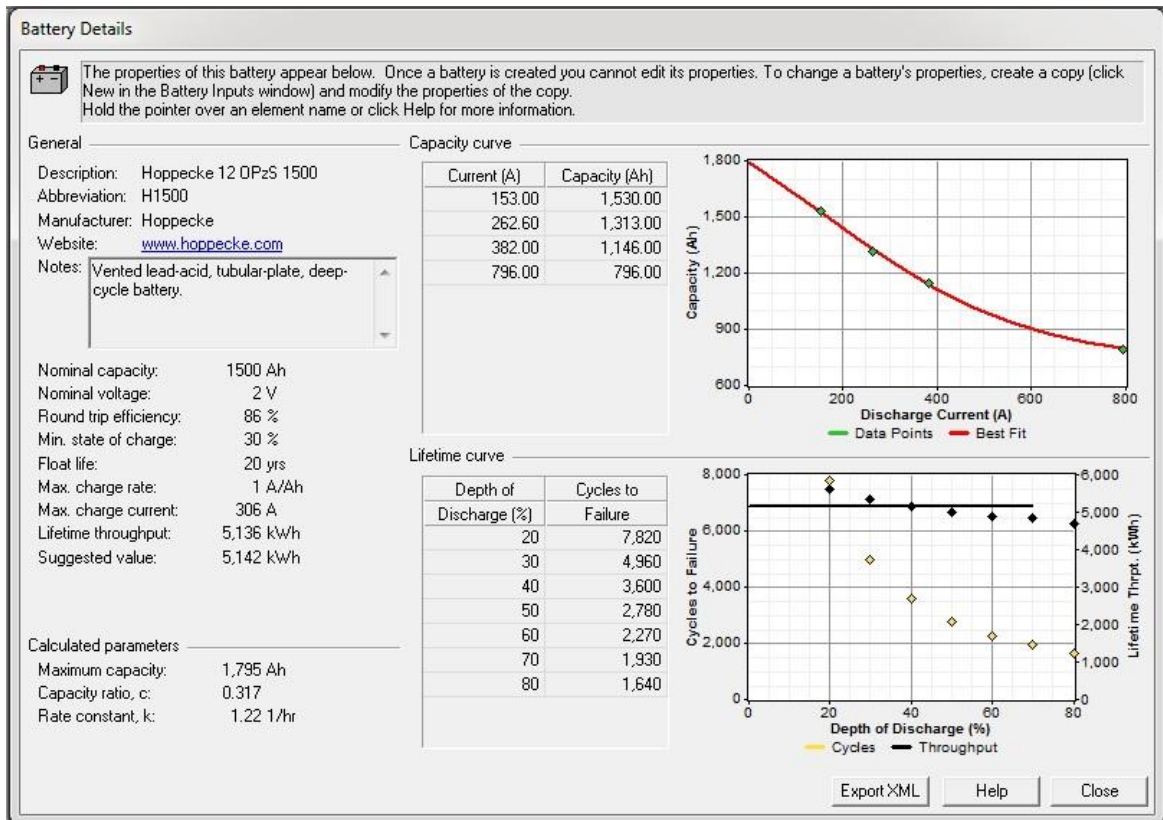 Battery Details
The properties of this battery appear below. Once a battery is created you cannot edit its properties. To change a battery's properties, create a copy (click
New in the Battery Inputs window) and modify the properties of the copy.
Hold the pointer over an element name or click Help for more information.
General
Description: Hoppecke 12 OPzS 1500
Abbreviation: H1500
Manufacturer: Hoppecke
Website: www.hoppecke.com
Notes: Vented lead-acid, tubular-plate, deep-
cycle battery.
Nominal capacity: 1500 Ah
Nominal voltage: 2 V
Round trip efficiency: 86 %
Min. state of charge: 30 %
Float life: 20 yrs
Max. charge rate: 1 A/Ah
Max. charge current: 306 A
Lifetime throughput: 5,136 kWh
Suggested value: 5,142 kWh
Calculated parameters
Maximum capacity: 1,795 Ah
Capacity ratio, c: 0.317
Rate constant, k: 1.22 1/hr
Capacity curve
Current (A) Capacity (Ah)
153.00 1,530.00
262.60 1,313.00
382.00 1,146.00
796.00 796.00
Capacity (Ah)
1,800
1,500
1,200
900
600
0 200 400 600 800
Discharge Current (A)
Data Points Best Fit
Lifetime curve
Depth of Cycles to
Discharge (%) Failure
20 7,820
30 4,960
40 3,600
50 2,780
60 2,270
70 1,930
80 1,640
Cycles to Failure
8,000
6,000
4,000
2,000
0
0 20 40 60 80
6,000
5,000
4,000
3,000
2,000
1,000
0
Lifetime Thrpt. (kWh)
Depth of Discharge (%)
Cycles Throughput
Export XML Help Close